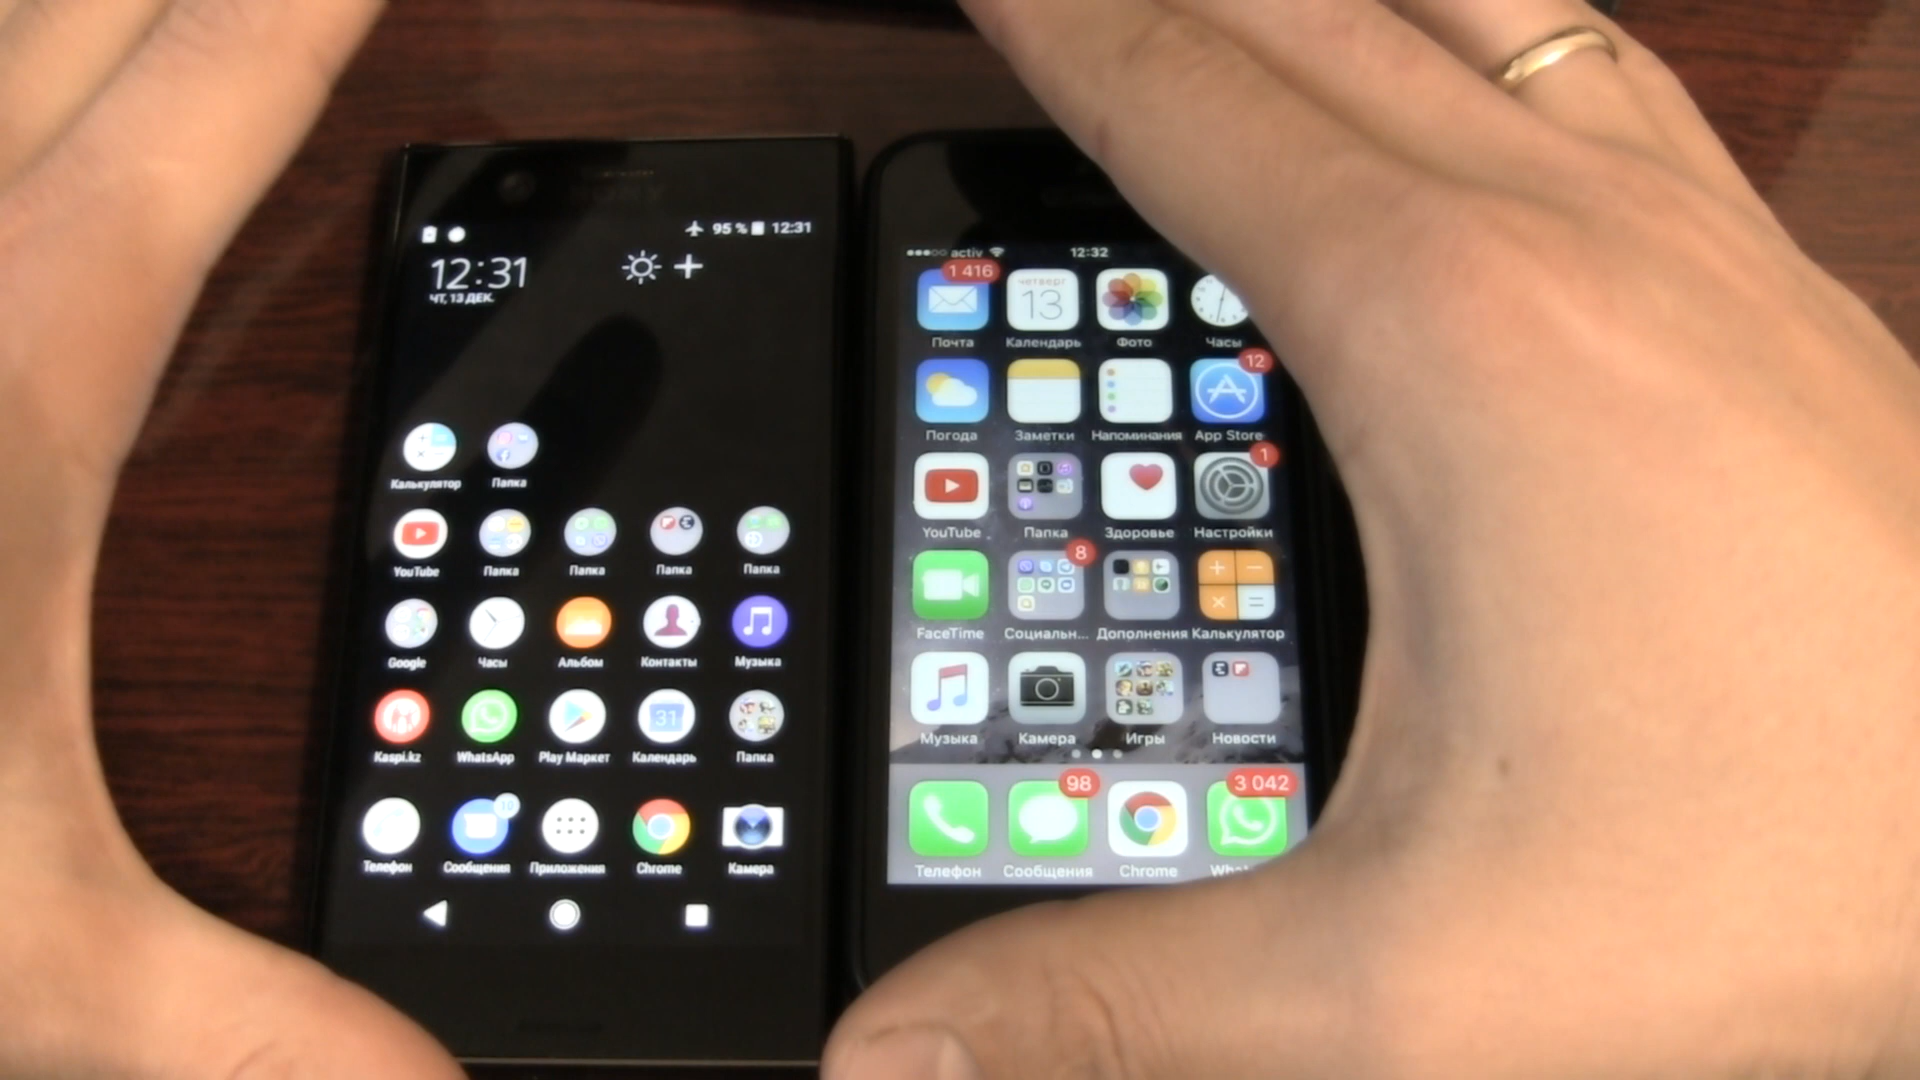 SONY
95 % 12:31
12:31
ЧТ, 13 ДЕК.
Калькулятор Папка
YouTube Папка Папка Папка Папка
Google Часы Альбом Контакты Музыка
31
Kaspi.kz WhatsApp Play Маркет Календарь Папка
10
Телефон Сообщения Приложения Chrome Камера
activ 12:32
1 416
четверг
13
Почта Календарь Фото Часы
12
Погода Заметки Напоминания App Store
1
YouTube Папка Здоровье Настройки
8
FaceTime Социальн... Дополнения Калькулятор
Музыка Камера Игры Новости
98 3 042
Телефон Сообщения Chrome